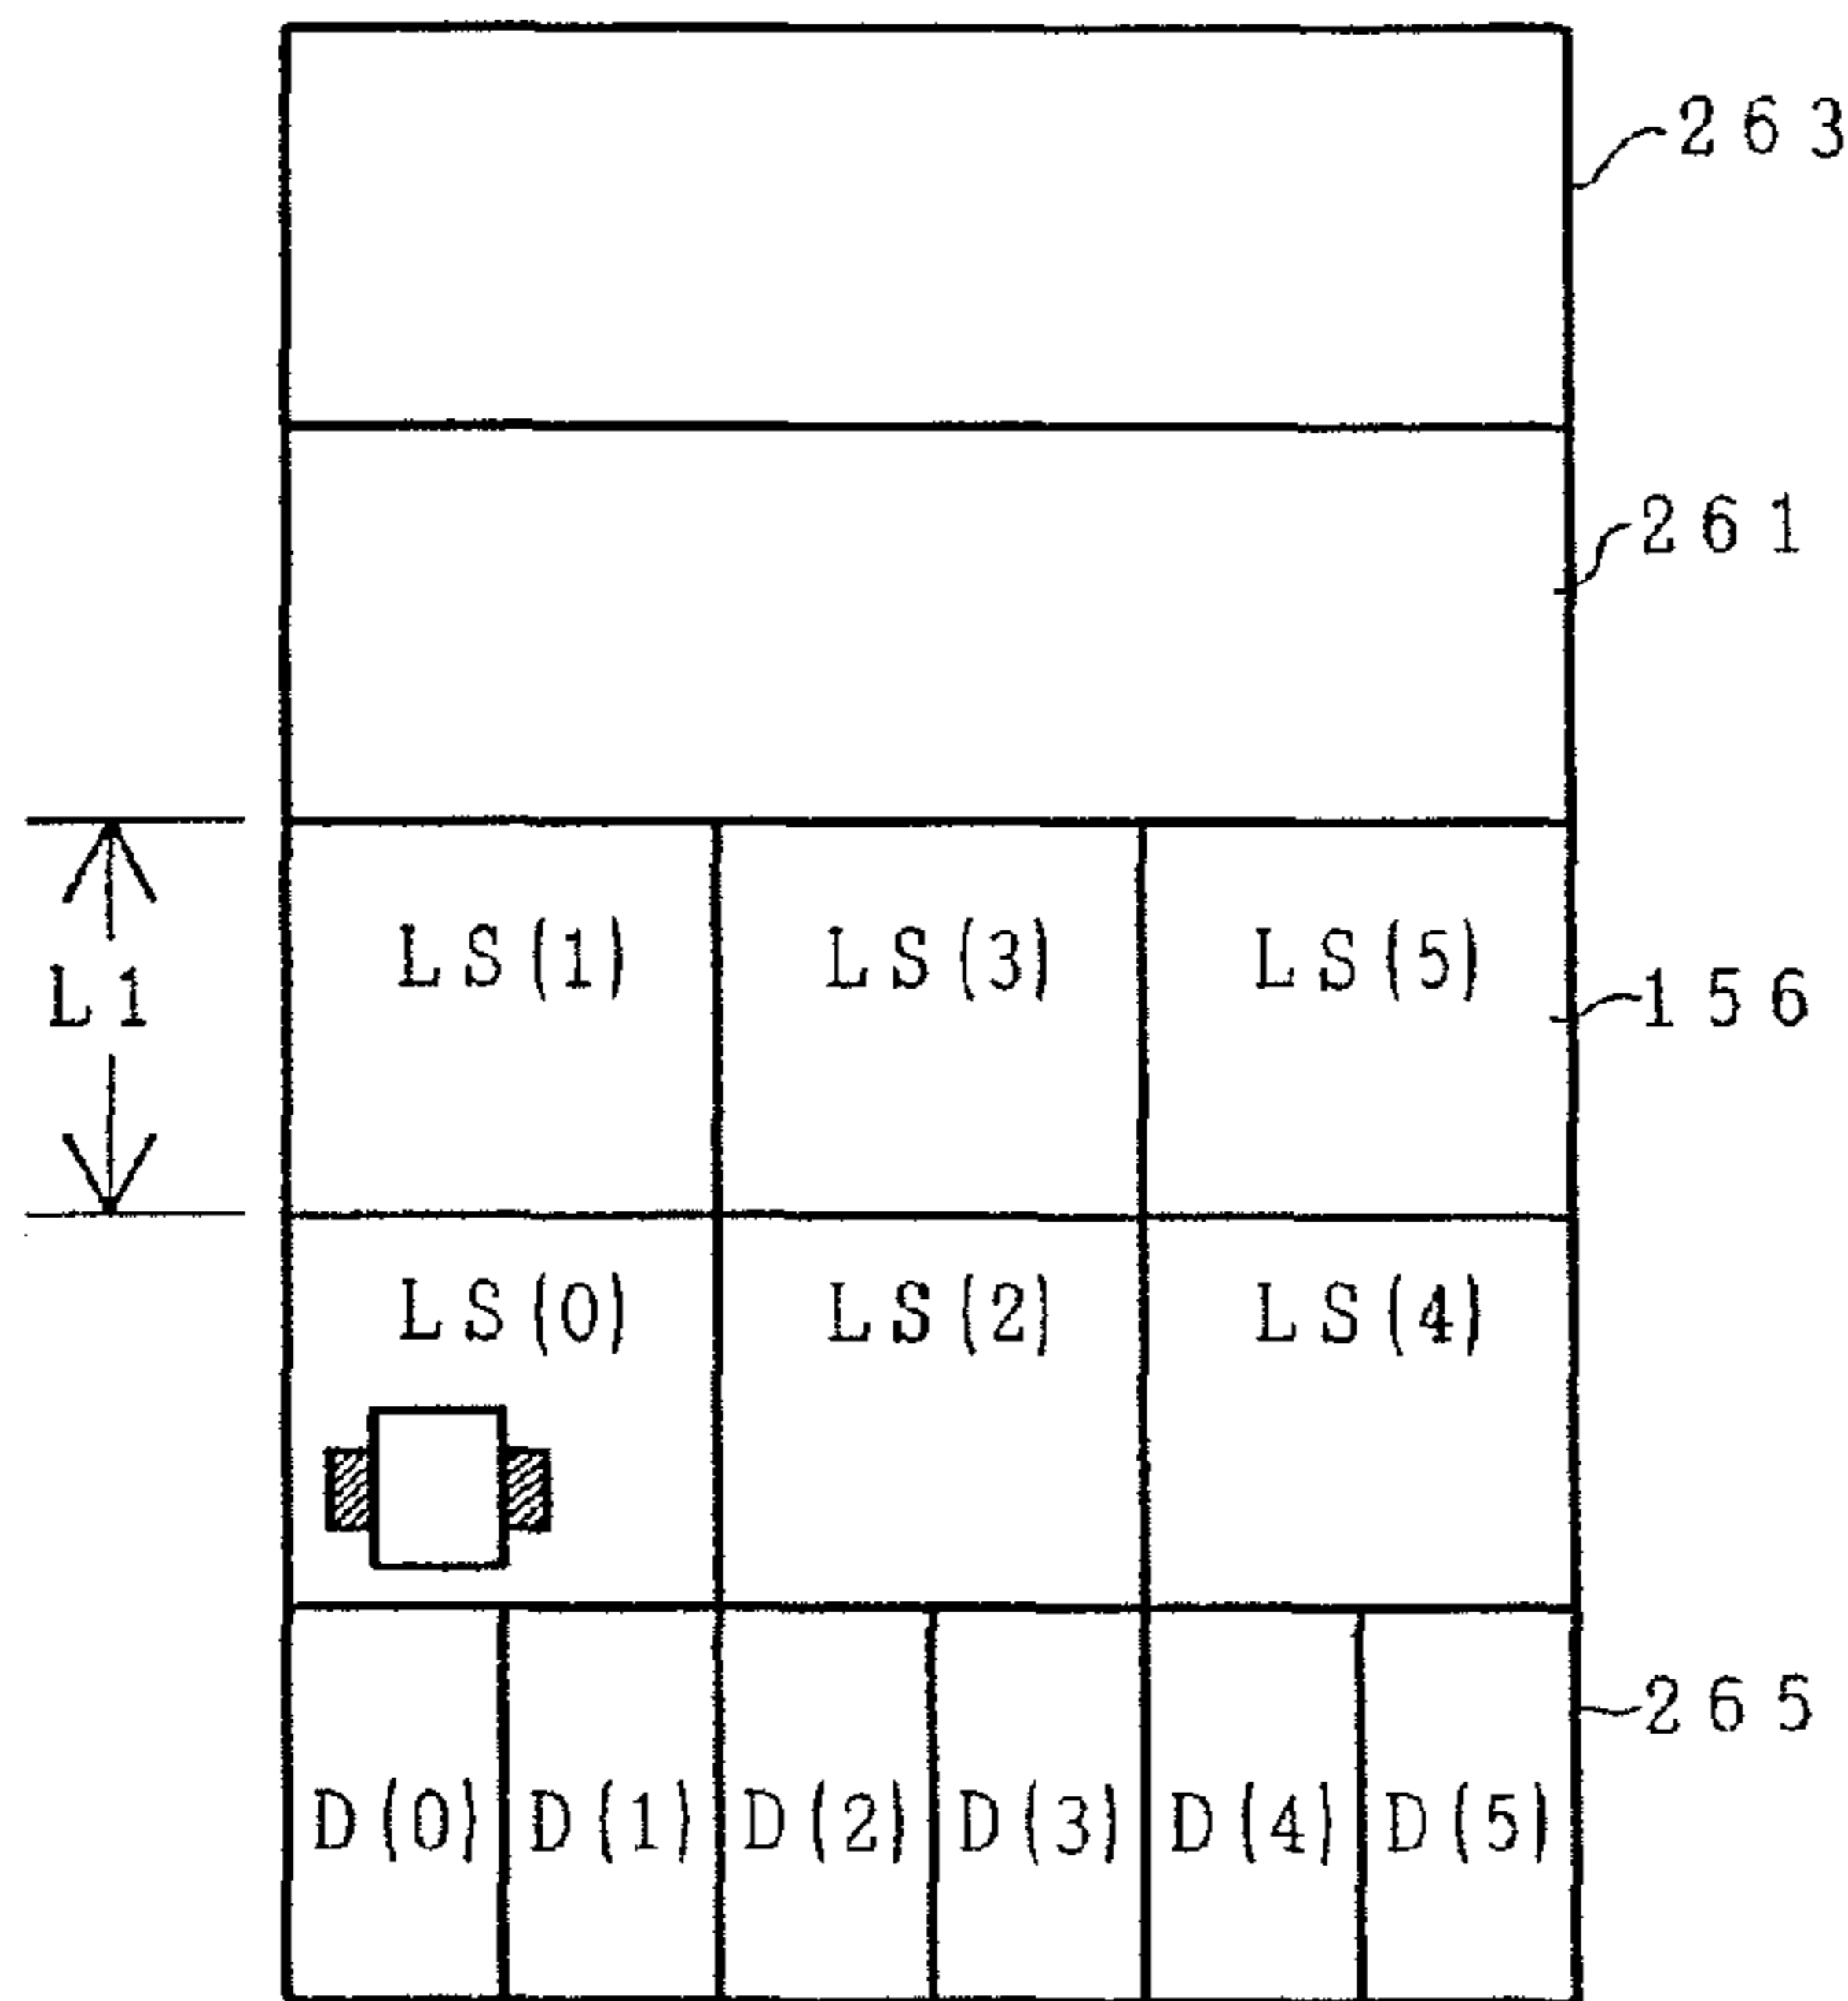 263
261
LS(1) LS(3) LS(5)
L1
156
LS(0) LS(2) LS(4)
265
D(0) D(1) D(2) D(3) D(4) D(5)